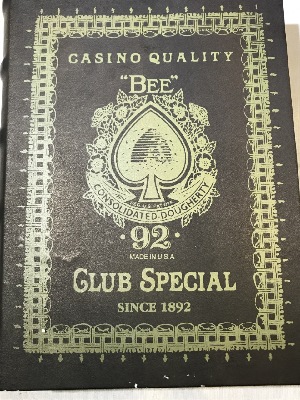 CASINO QUALITY
"BEE"
CONSOLIDATED-DOUGHERTY
·92·
MADE IN U.S.A
CLUB SPECIAL
SINCE 1892